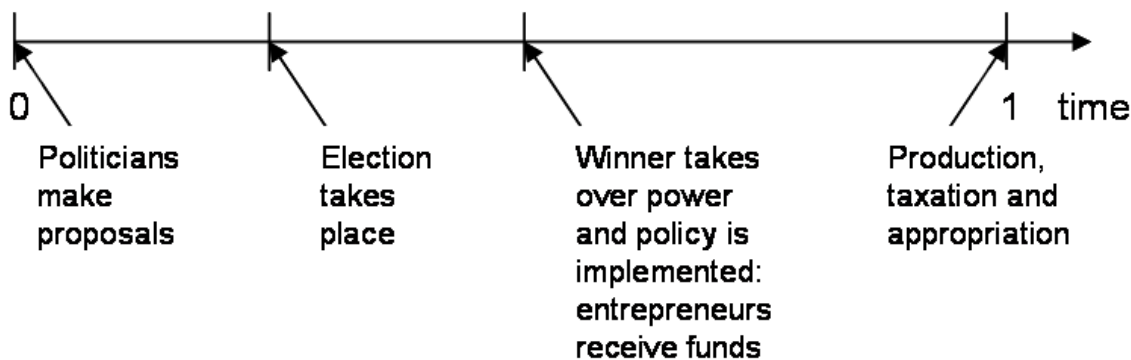 0
1 time
Politicians
make
proposals
Election
takes
place
Winner takes
over power
and policy is
implemented:
entrepreneurs
receive funds
Production,
taxation and
appropriation